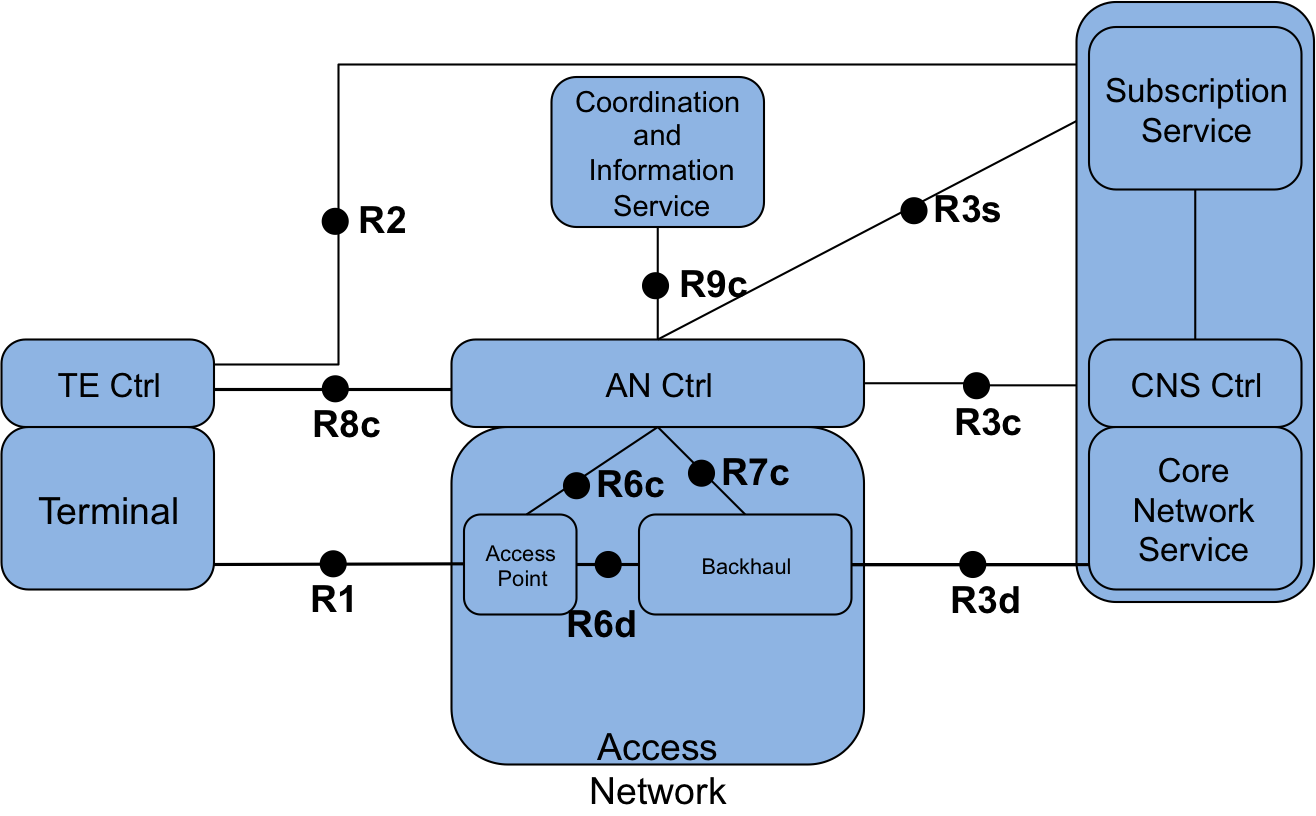 Subscription
Service
Coordination
and
Information
Service
R2
R3s
R9c
TE Ctrl
AN Ctrl
CNS Ctrl
R8c
R3c
Terminal
R6c
R7c
Core
Network
Service
Access
Point
Backhaul
R1
R6d
R3d
Access
Network